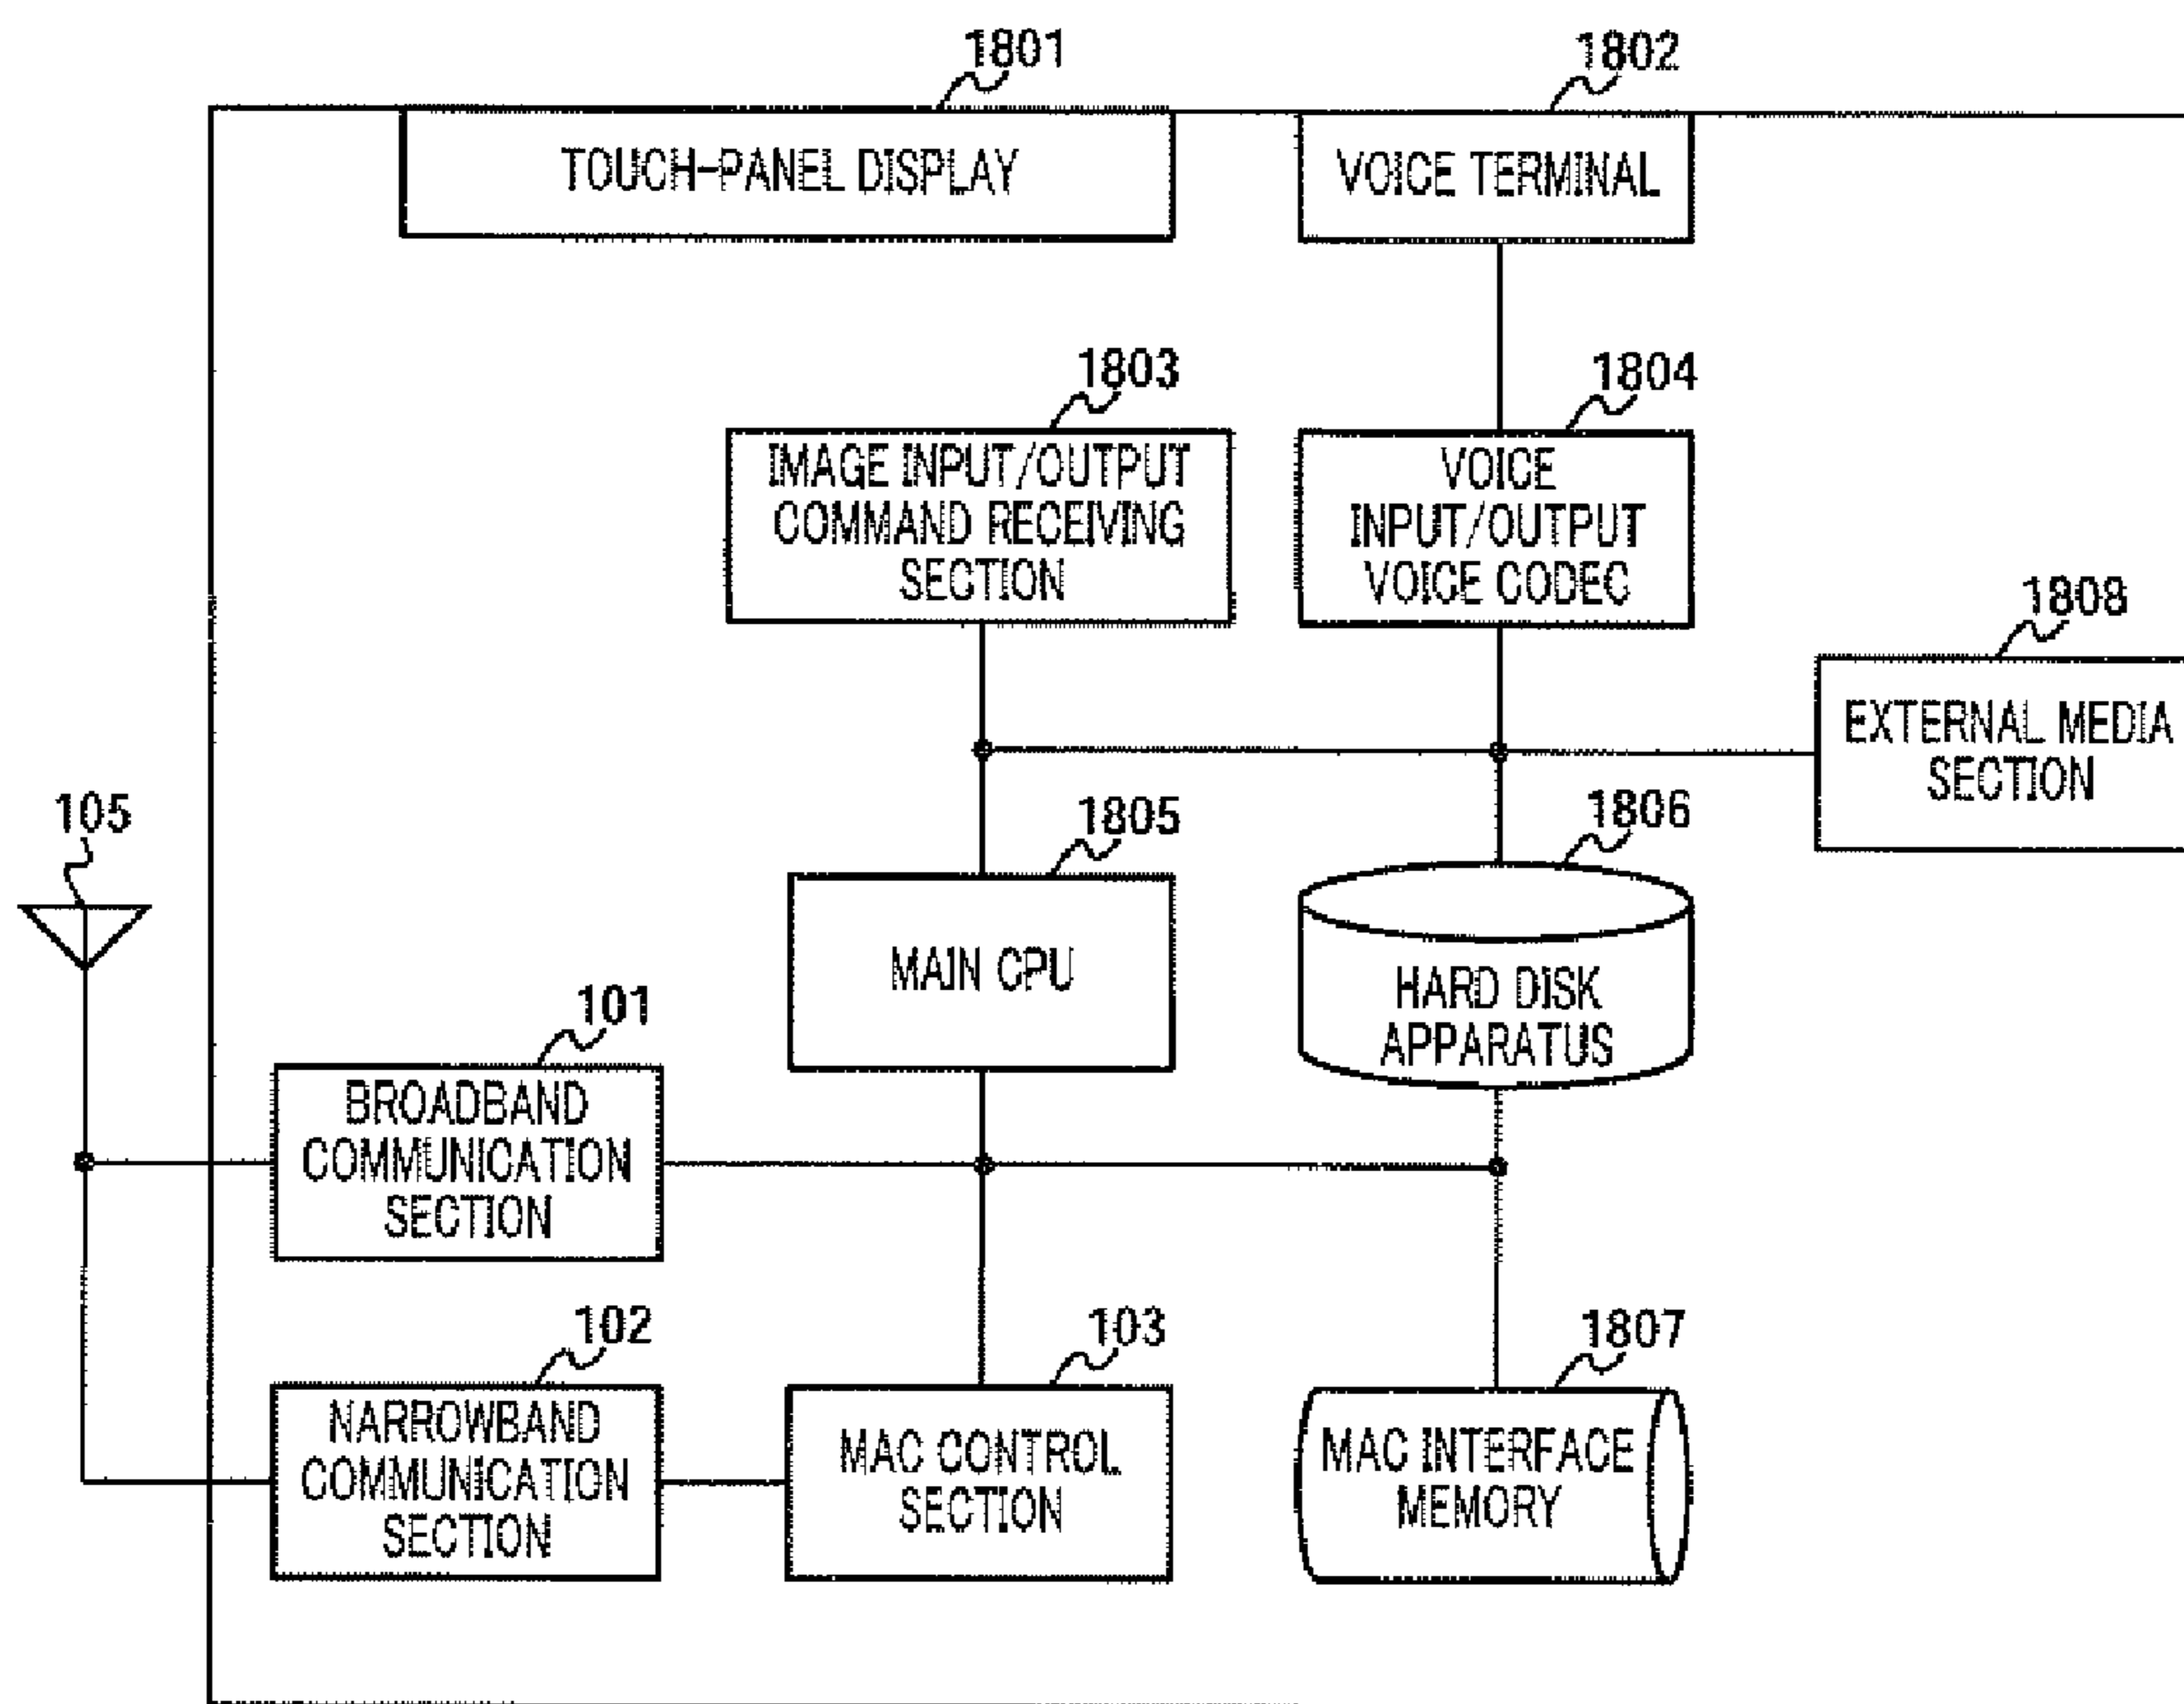 1801
1802
TOUCH-PANEL DISPLAY
VOICE TERMINAL
1803
1804
IMAGE INPUT/OUTPUT
COMMAND RECEIVING
SECTION
VOICE
INPUT/OUTPUT
VOICE CODEC
1808
EXTERNAL MEDIA
SECTION
105
1805
1806
MAIN CPU
HARD DISK
APPARATUS
101
BROADBAND
COMMUNICATION
SECTION
102
103
1807
NARROWBAND
COMMUNICATION
SECTION
MAC CONTROL
SECTION
MAC INTERFACE
MEMORY